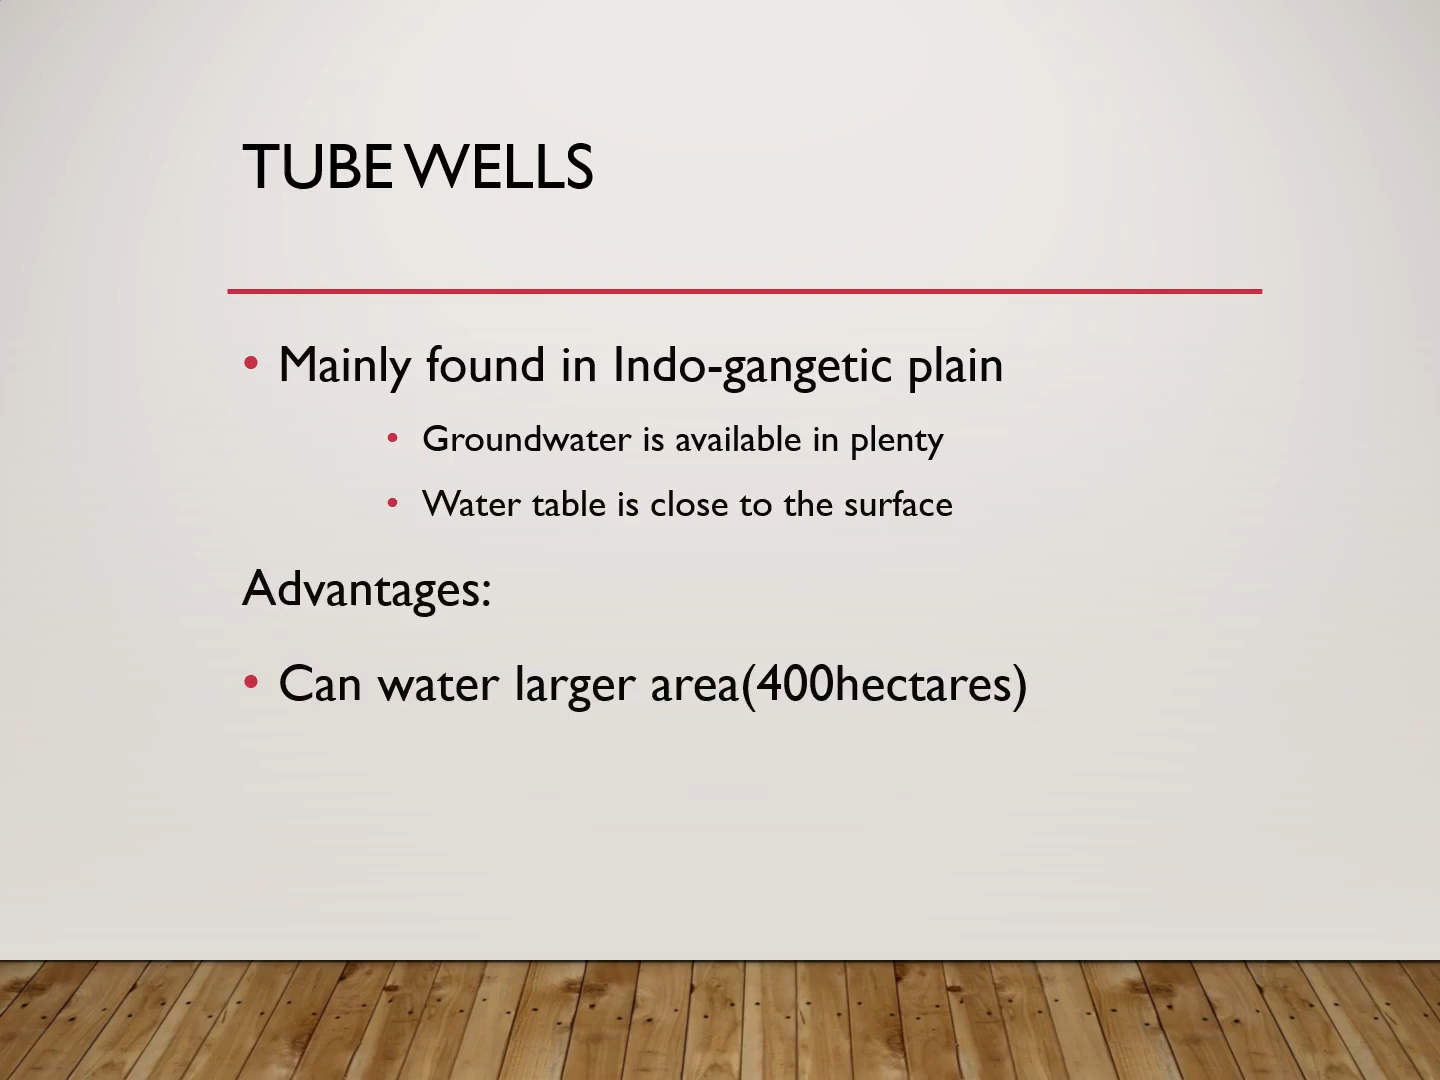 TUBE WELLS
• Mainly found in Indo-gangetic plain
• Groundwater is available in plenty
• Water table is close to the surface
Advantages:
• Can water larger area(400hectares)